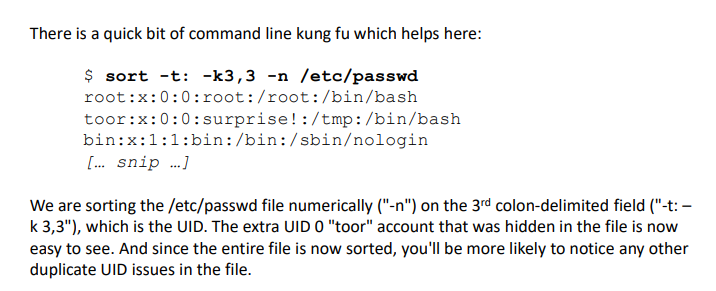 There is a quick bit of command line kung fu which helps here:
$ sort -t: -k3,3 -n /etc/passwd
root:x:0:0:root:/root:/bin/bash
toor:x:0:0:surprise!:/tmp:/bin/bash
bin:x:1:1:bin:/bin:/sbin/nologin
[… snip …]
We are sorting the /etc/passwd file numerically ("-n") on the 3rd colon-delimited field ("-t: –
k 3,3"), which is the UID. The extra UID 0 "toor" account that was hidden in the file is now
easy to see. And since the entire file is now sorted, you'll be more likely to notice any other
duplicate UID issues in the file.